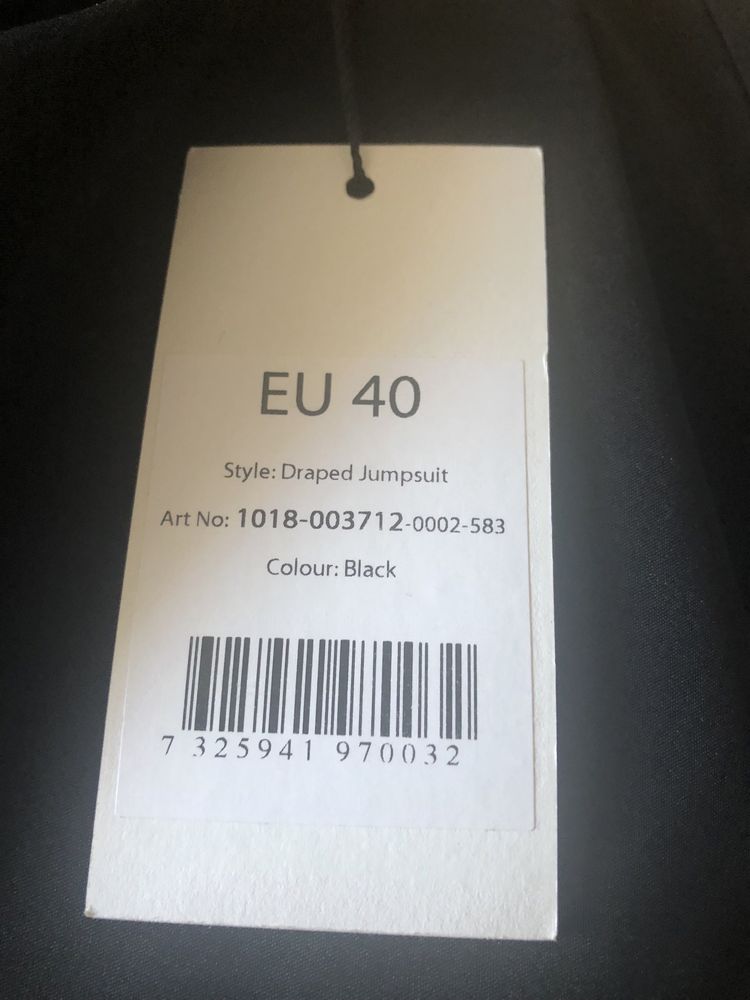 EU 40
Style: Draped Jumpsuit
Art No: 1018-003712-0002-583
Colour: Black
7 325941 970032